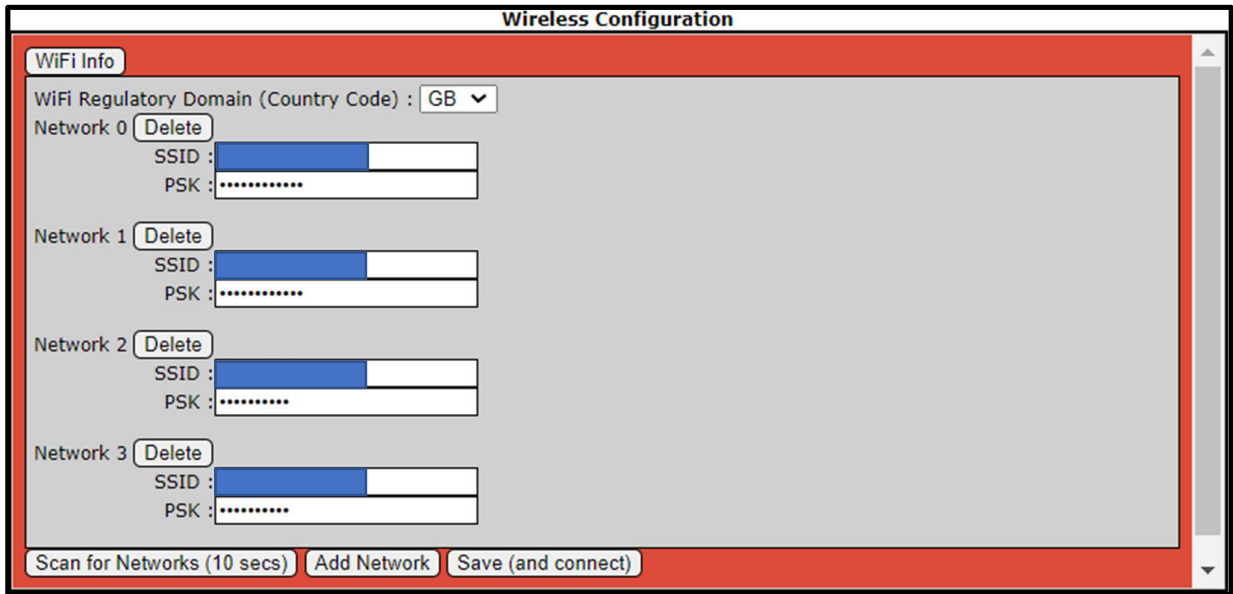 Wireless Configuration
WiFi Info
WiFi Regulatory Domain (Country Code) : GB
Network 0 Delete
SSID :
PSK : ••••••••••••
Network 1 Delete
SSID :
PSK : ••••••••••••
Network 2 Delete
SSID :
PSK : ••••••••••
Network 3 Delete
SSID :
PSK : ••••••••••
Scan for Networks (10 secs) Add Network Save (and connect)